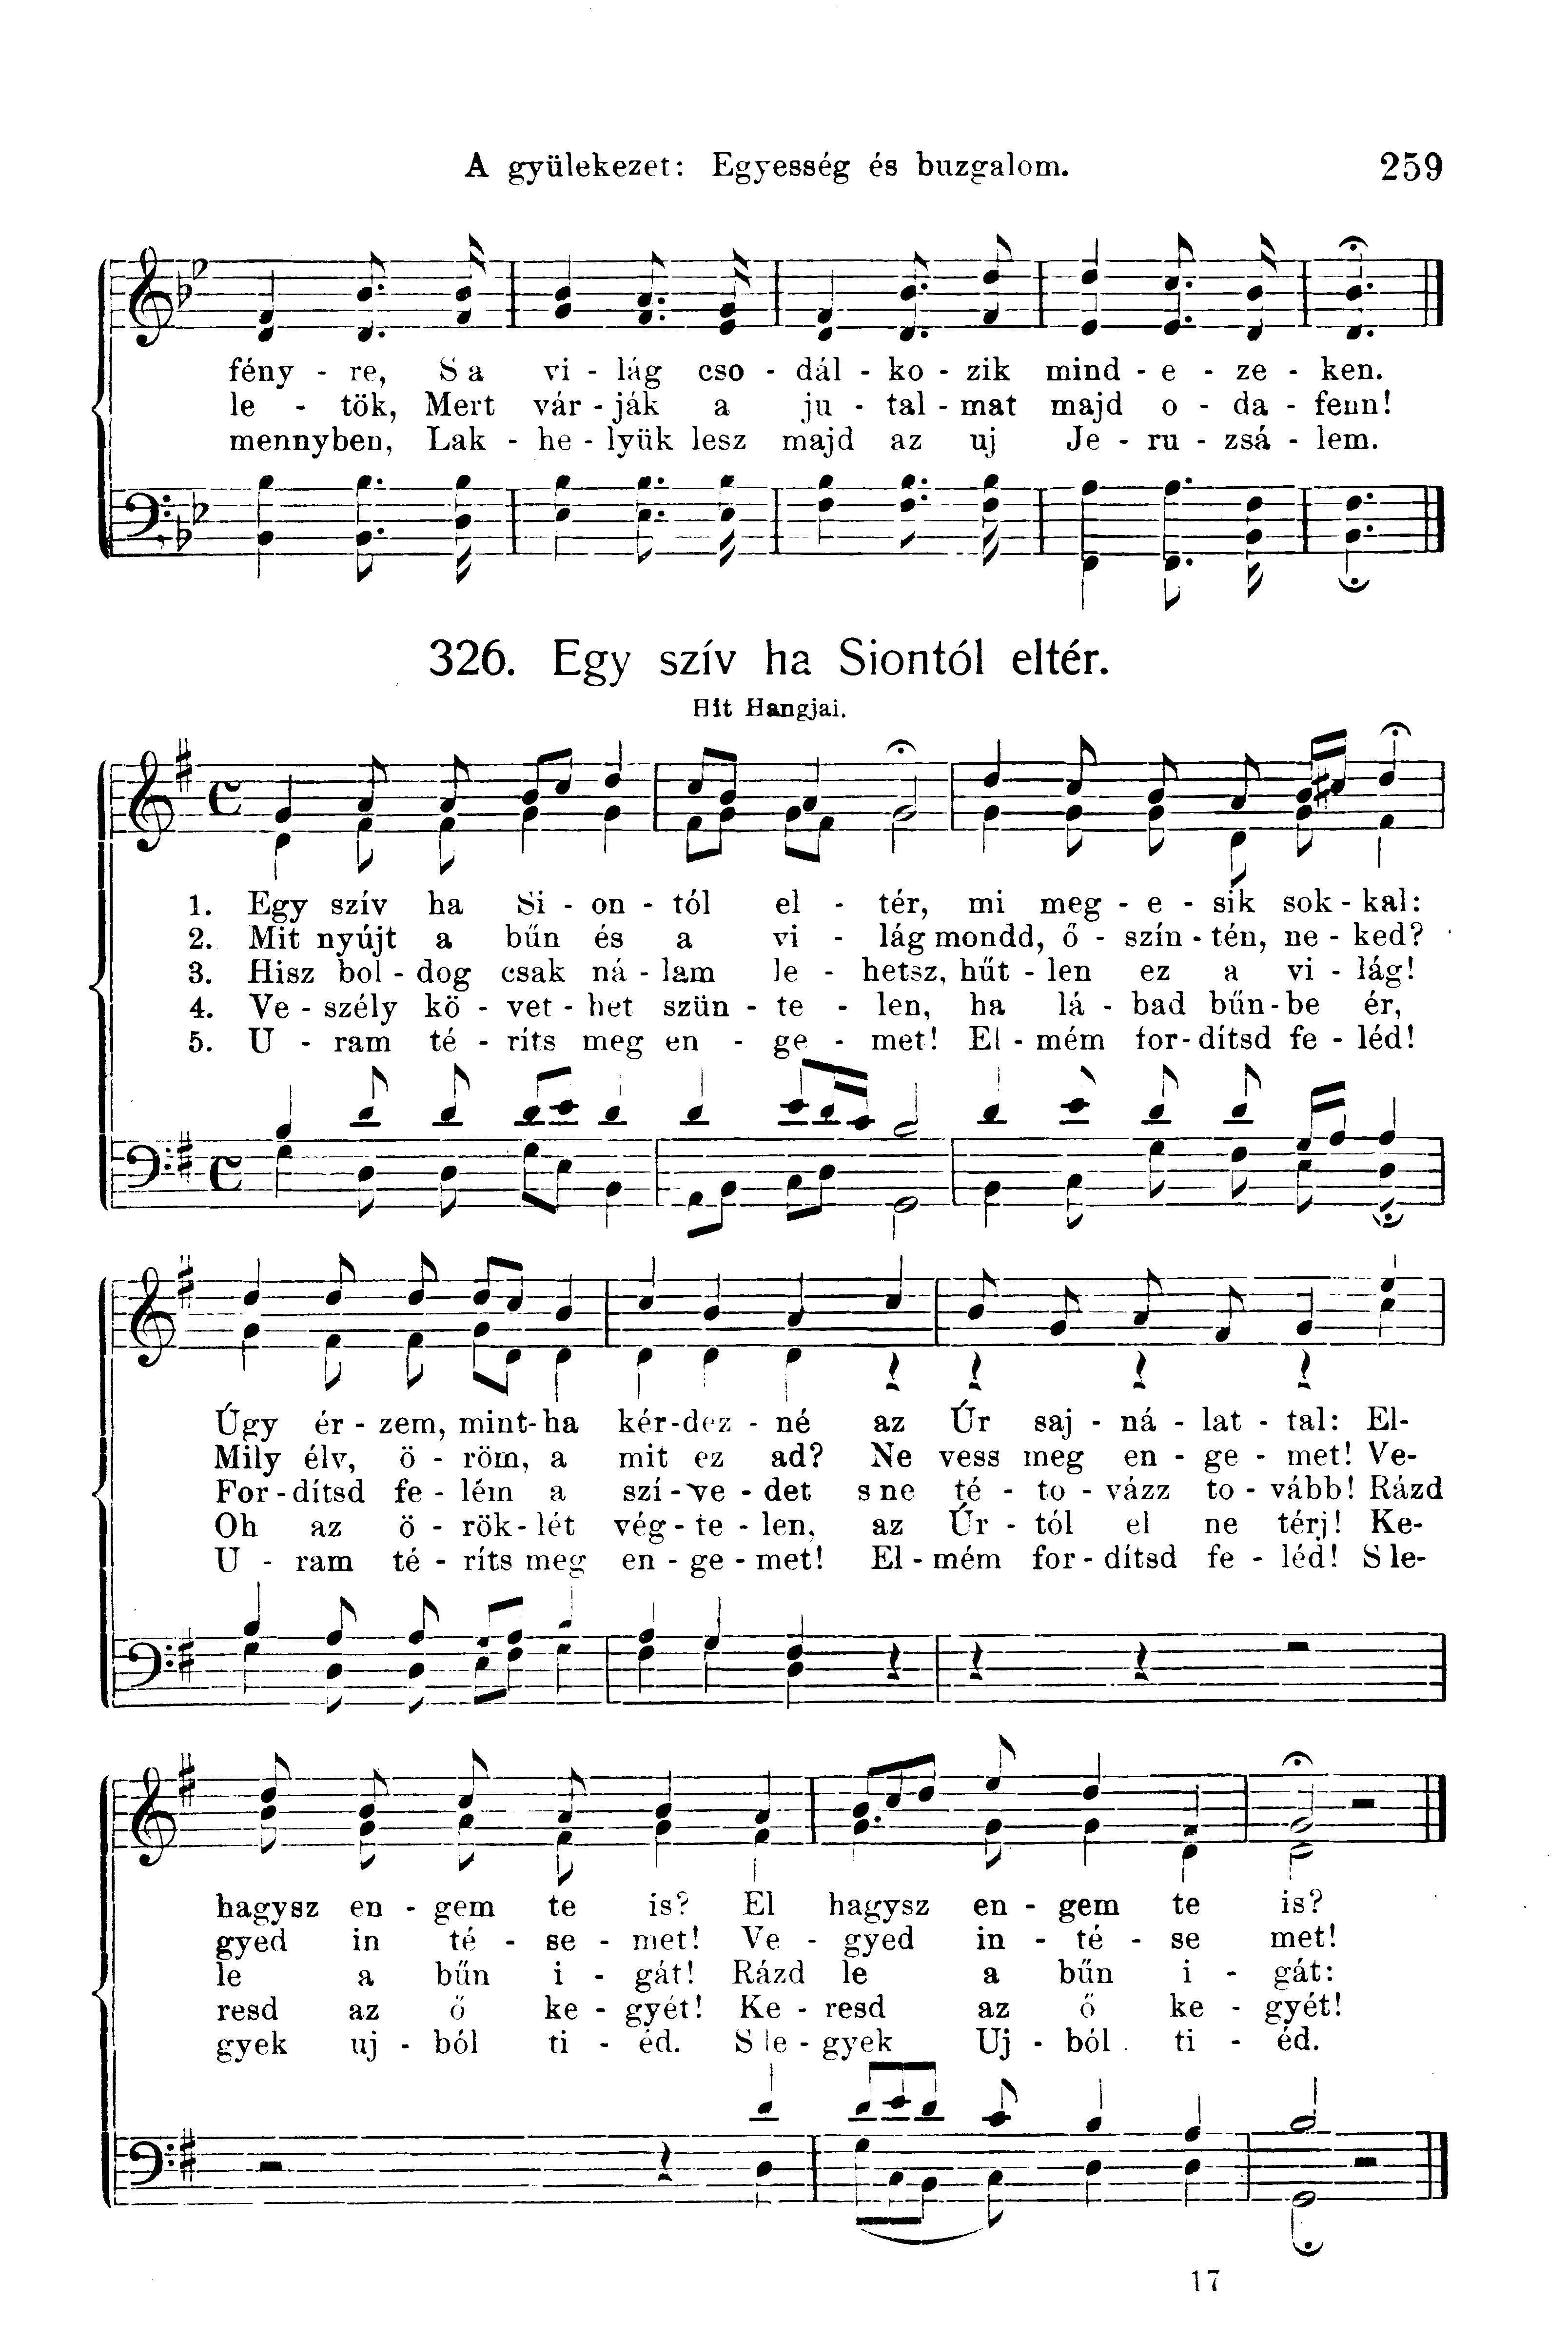 A gyülekezet: Egyesség és buzgalom. 259
fény - re, S a vi - lág cso - dál - ko - zik mind - e - ze - ken.
le - tök, Mert vár - ják a ju - tal - mat majd o - da - fenn!
mennyben, Lak - he - lyük lesz majd az uj Je - ru - zsá - lem.
326. Egy szív ha Siontól eltér.
Hit Hangjai.
1. Egy szív ha Si - on - tól el - tér, mi meg - e - sik sok - kal:
2. Mit nyújt a bűn és a vi - lág mondd, ő - szín - tén, ne - ked?
3. Hisz bol - dog csak ná - lam le - hetsz, hűt - len ez a vi - lág!
4. Ve - szély kö - vet - het szün - te - len, ha lá - bad bűn - be ér,
5. U - ram té - ríts meg en - ge - met! El - mém for - dítsd fe - léd!
Úgy ér - zem, mint - ha kér - dez - né az Úr saj - ná - lat - tal: El-
Mily élv, ö - röm, a mit ez ad? Ne vess meg en - ge - met! Ve-
For - dítsd fe - lém a szí - ve - det s ne té - to - vázz to - vább! Rázd
Oh az ö - rök - lét vég - te - len, az Úr - tól el ne térj! Ke-
U - ram té - ríts meg en - ge - met! El - mém for - dítsd fe - léd! S le-
hagysz en - gem te is? El hagysz en - gem te is?
gyed in té - se - met! Ve - gyed in - té - se met!
le a bűn i - gát! Rázd le a bűn i - gát:
resd az ő ke - gyét! Ke - resd az ő ke - gyét!
gyek uj - ból ti - éd. S le - gyek Uj - ból ti - éd.
17